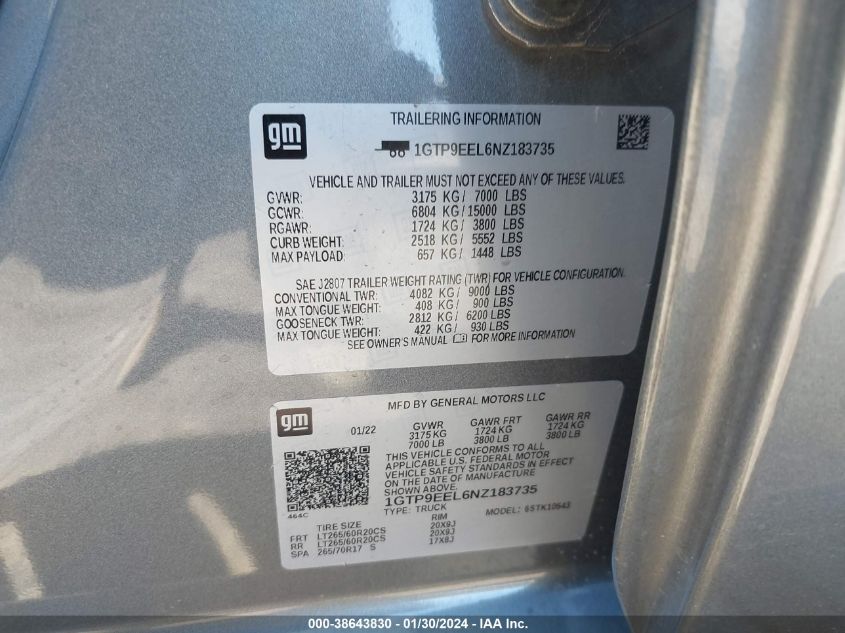 gm
TRAILERING INFORMATION
1GTP9EEL6NZ183735
VEHICLE AND TRAILER MUST NOT EXCEED ANY OF THESE VALUES.
GVWR: 3175 KG/ 7000 LBS
GCWR: 6804 KG/15000 LBS
RGAWR: 1724 KG/ 3800 LBS
CURB WEIGHT: 2518 KG/ 5552 LBS
MAX PAYLOAD: 657 KG/ 1448 LBS
SAE J2807 TRAILER WEIGHT RATING (TWR) FOR VEHICLE CONFIGURATION.
CONVENTIONAL TWR: 4082 KG/ 9000 LBS
MAX TONGUE WEIGHT: 408 KG/ 900 LBS
GOOSENECK TWR: 2812 KG/ 6200 LBS
MAX TONGUE WEIGHT: 422 KG/ 930 LBS
SEE OWNER'S MANUAL FOR MORE INFORMATION
gm
MFD BY GENERAL MOTORS LLC
01/22 GVWR GAWR FRT GAWR RR
3175 KG 1724 KG 1724 KG
7000 LB 3800 LB 3800 LB
THIS VEHICLE CONFORMS TO ALL
APPLICABLE U.S. FEDERAL MOTOR
VEHICLE SAFETY STANDARDS IN EFFECT
ON THE DATE OF MANUFACTURE
SHOWN ABOVE.
1GTP9EEL6NZ183735
464C TYPE: TRUCK MODEL: 6STK10543
TIRE SIZE RIM
FRT LT265/60R20CS 20X9J
RR LT265/60R20CS 20X9J
SPA 265/70R17 S 17X8J
000-38643830 - 01/30/2024 - IAA Inc.